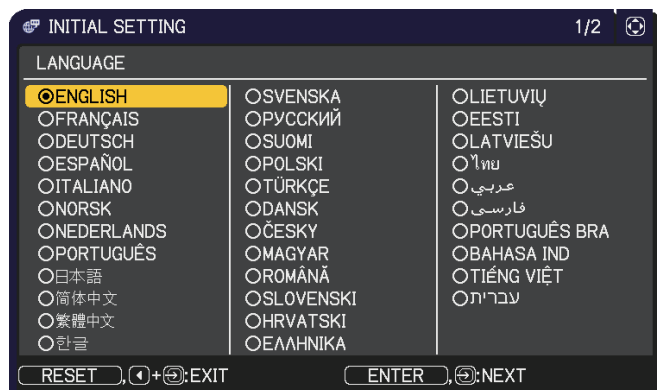 INITIAL SETTING 1/2
LANGUAGE
ENGLISH
FRANÇAIS
DEUTSCH
ESPAÑOL
ITALIANO
NORSK
NEDERLANDS
PORTUGUÊS
日本語
简体中文
繁體中文
한글
SVENSKA
РУССКИЙ
SUOMI
POLSKI
TÜRKÇE
DANSK
ČESKY
MAGYAR
ROMÂNĂ
SLOVENSKI
HRVATSKI
ΕΛΛΗΝΙΚΑ
LIETUVIŲ
EESTI
LATVIEŠU
ไทย
عربي
فارسى
PORTUGUÊS BRA
BAHASA IND
TIẾNG VIỆT
עברית
RESET , + :EXIT ENTER , :NEXT